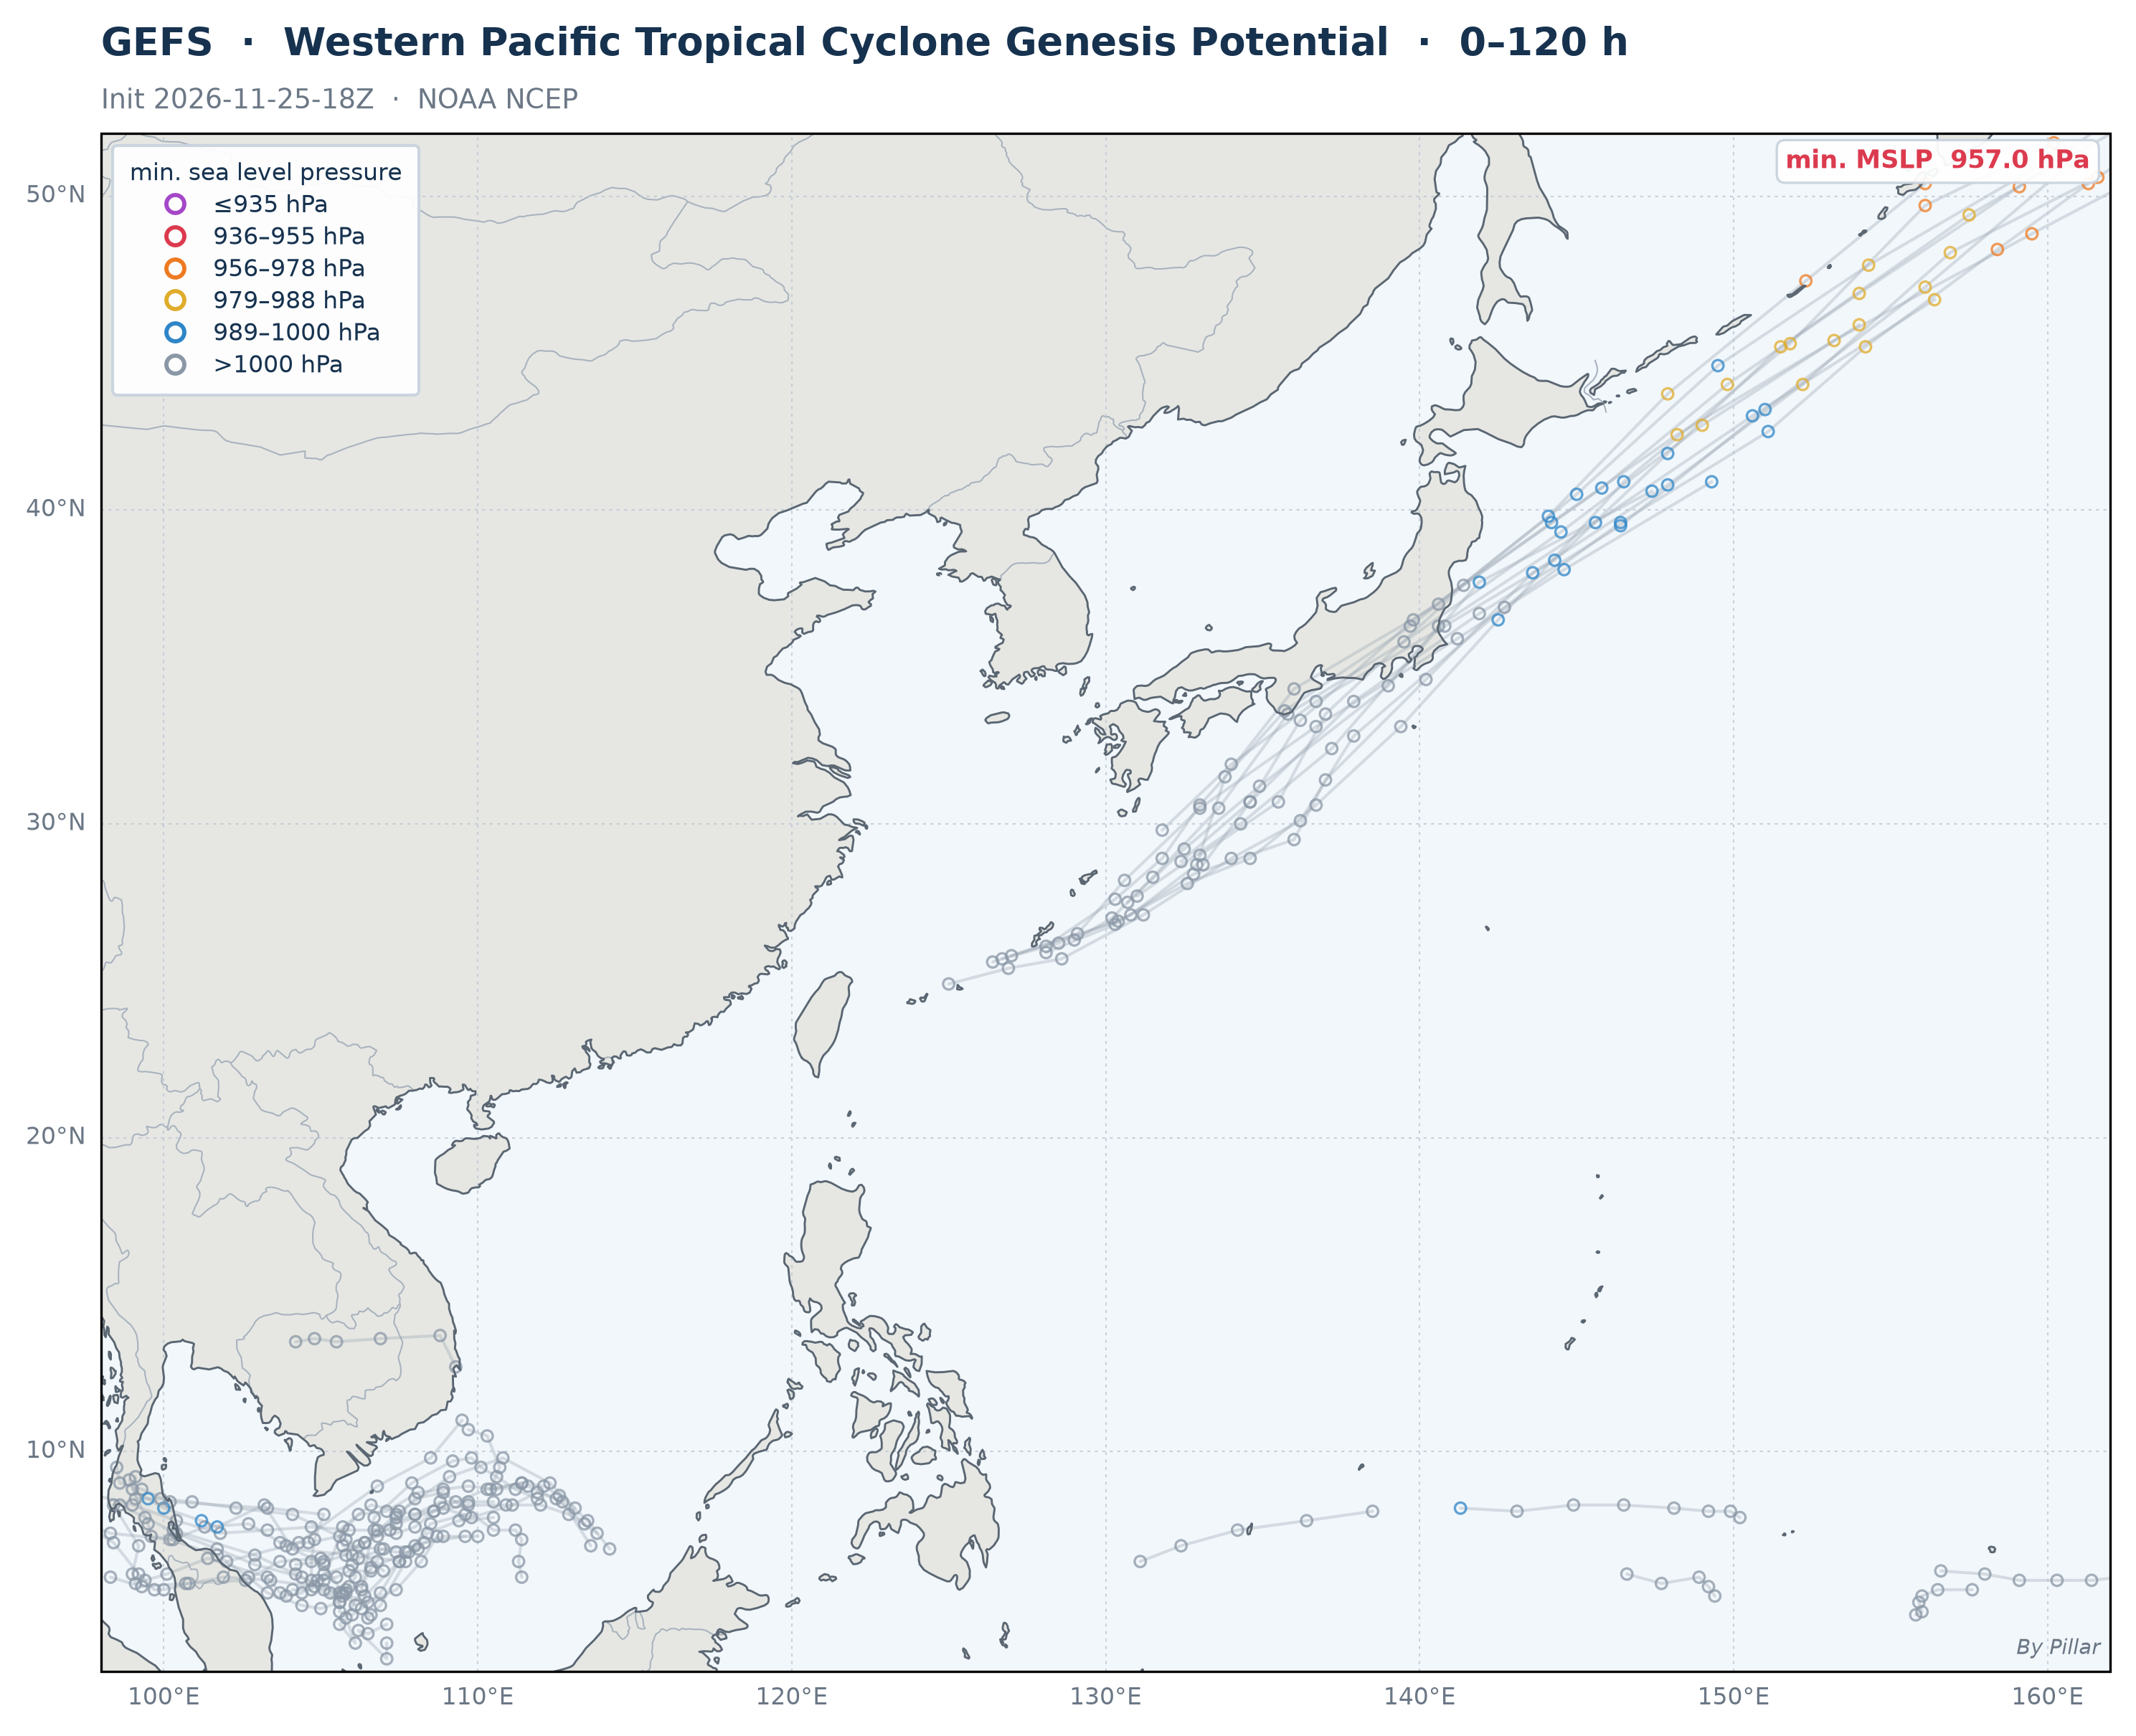 GEFS · Western Pacific Tropical Cyclone Genesis Potential · 0–120 h
Init 2026-11-25-18Z · NOAA NCEP
min. sea level pressure
≤935 hPa
936–955 hPa
956–978 hPa
979–988 hPa
989–1000 hPa
>1000 hPa
min. MSLP 957.0 hPa
50°N
40°N
30°N
20°N
10°N
By Pillar
100°E 110°E 120°E 130°E 140°E 150°E 160°E